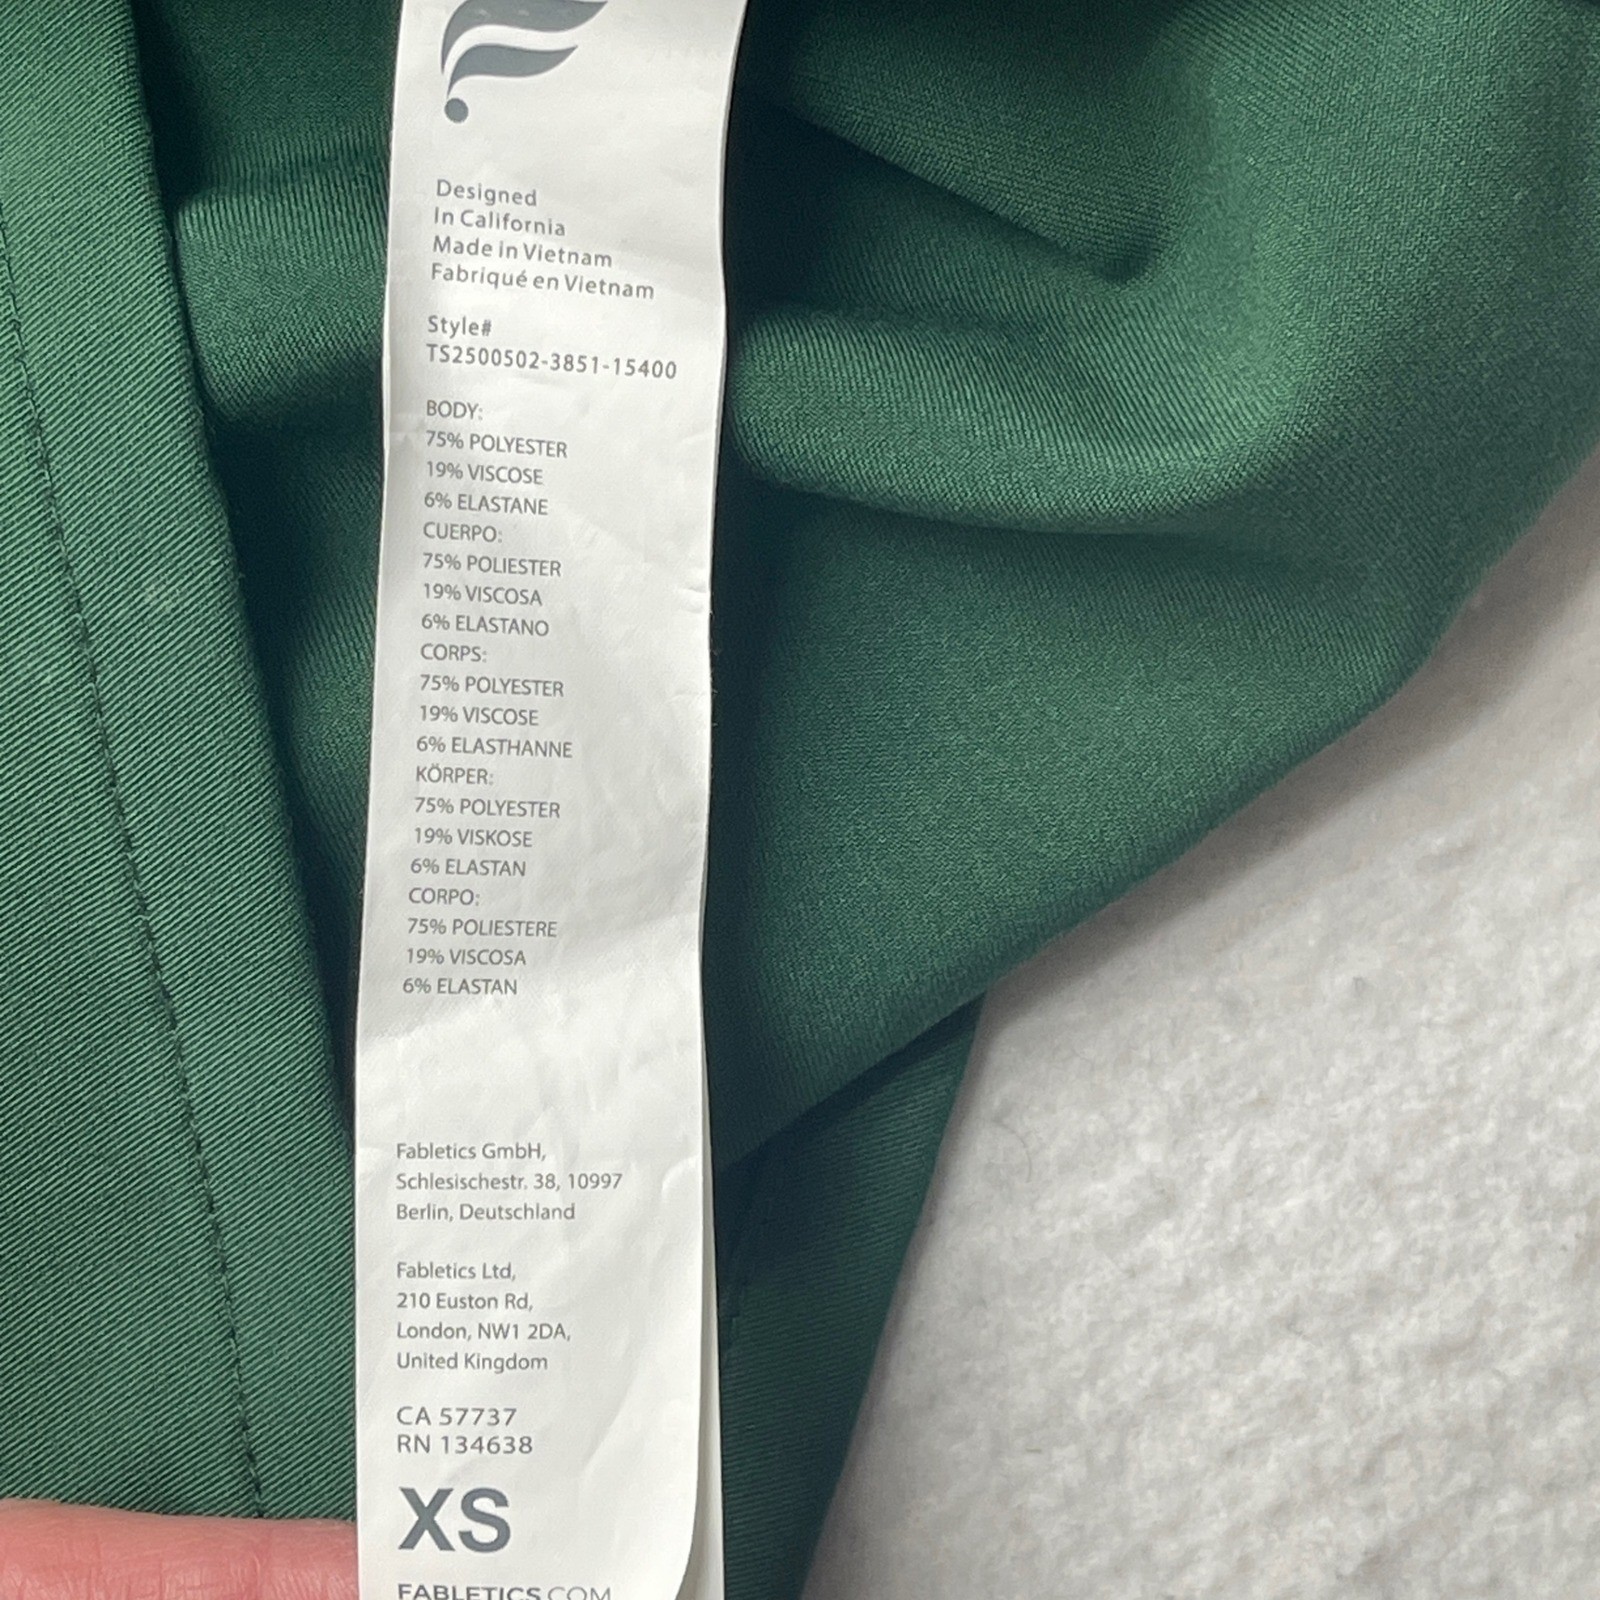 Designed
In California
Made in Vietnam
Fabriqué en Vietnam
Style#
TS2500502-3851-15400
BODY:
75% POLYESTER
19% VISCOSE
6% ELASTANE
CUERPO:
75% POLIESTER
19% VISCOSA
6% ELASTANO
CORPS:
75% POLYESTER
19% VISCOSE
6% ELASTHANNE
KÖRPER:
75% POLYESTER
19% VISKOSE
6% ELASTAN
CORPO:
75% POLIESTERE
19% VISCOSA
6% ELASTAN
Fabletics GmbH,
Schlesischestr. 38, 10997
Berlin, Deutschland
Fabletics Ltd,
210 Euston Rd,
London, NW1 2DA,
United Kingdom
CA 57737
RN 134638
XS
FABLETICS.COM